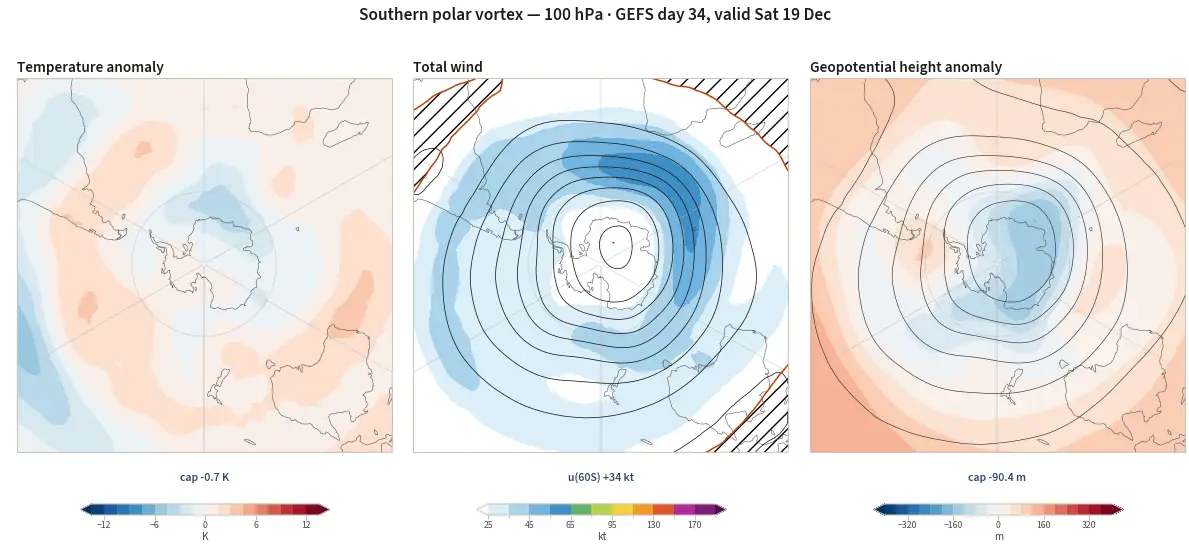 Southern polar vortex — 100 hPa · GEFS day 34, valid Sat 19 Dec
Temperature anomaly
Total wind
Geopotential height anomaly
cap -0.7 K
u(60S) +34 kt
cap -90.4 m
−12 −6 0 6 12
K
25 45 65 95 130 170
kt
−320 −160 0 160 320
m